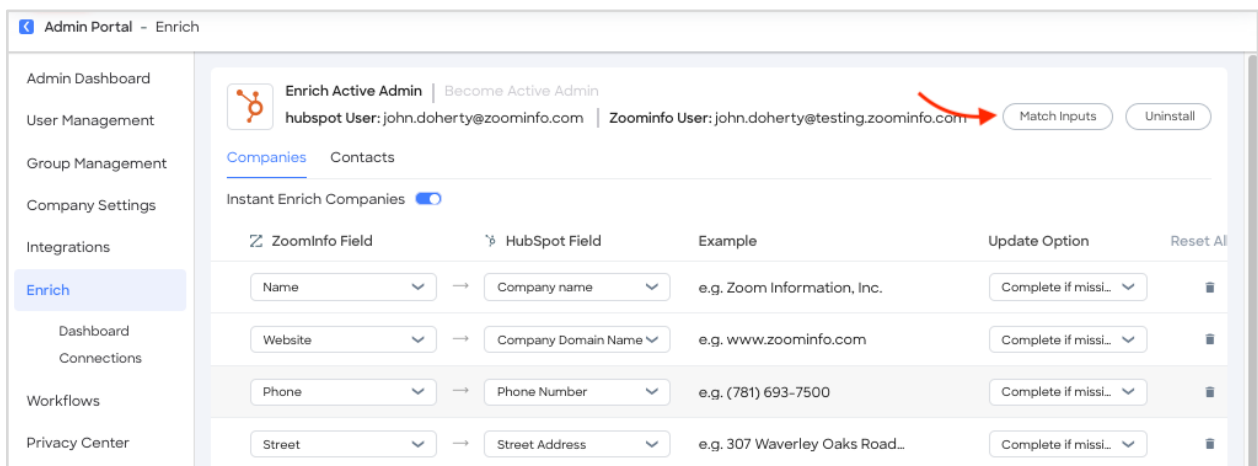 Admin Portal - Enrich
Admin Dashboard
User Management
Group Management
Company Settings
Integrations
Enrich
Dashboard
Connections
Workflows
Privacy Center
Enrich Active Admin | Become Active Admin
hubspot User: john.doherty@zoominfo.com | Zoominfo User: john.doherty@testing.zoominfo.com
Match Inputs
Uninstall
Companies Contacts
Instant Enrich Companies
ZoomInfo Field HubSpot Field Example Update Option Reset All
Name → Company name e.g. Zoom Information, Inc. Complete if missi...
Website → Company Domain Name e.g. www.zoominfo.com Complete if missi...
Phone → Phone Number e.g. (781) 693-7500 Complete if missi...
Street → Street Address e.g. 307 Waverley Oaks Road... Complete if missi...